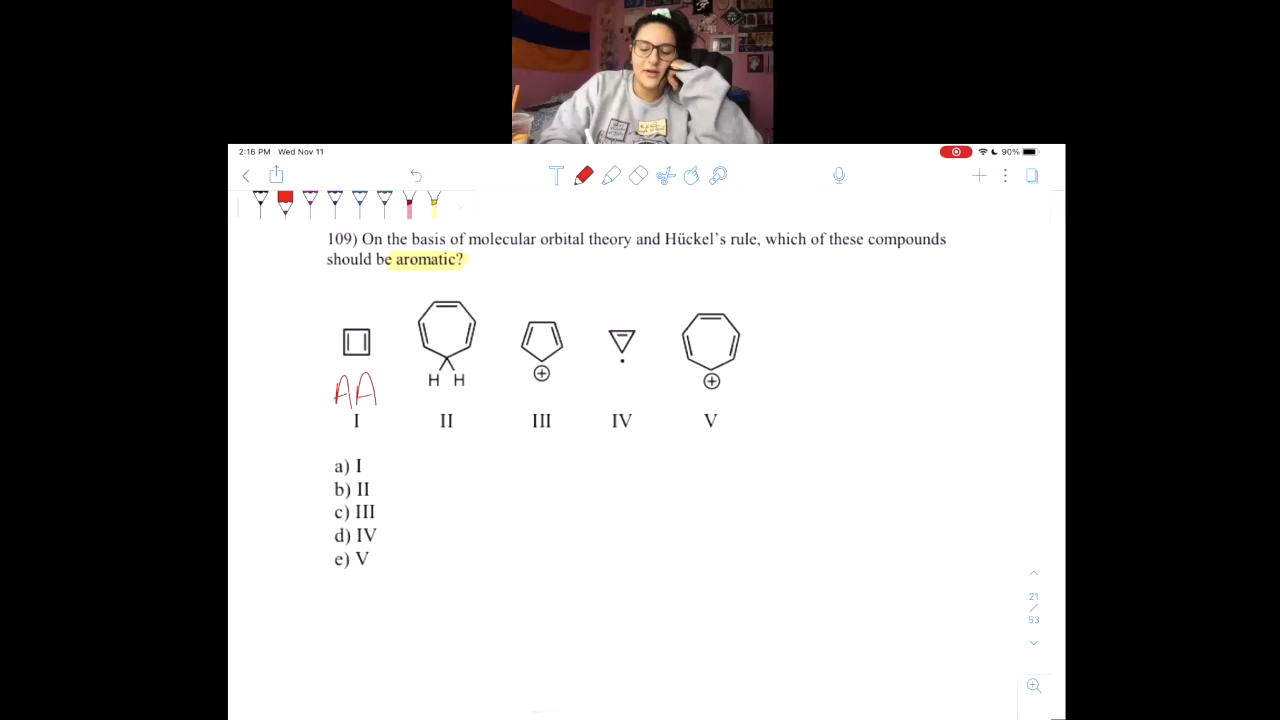 2:16 PM Wed Nov 11
90%
T
109) On the basis of molecular orbital theory and Hückel's rule, which of these compounds
should be aromatic?
H H
AA
I II III IV V
a) I
b) II
c) III
d) IV
e) V
21
/
53